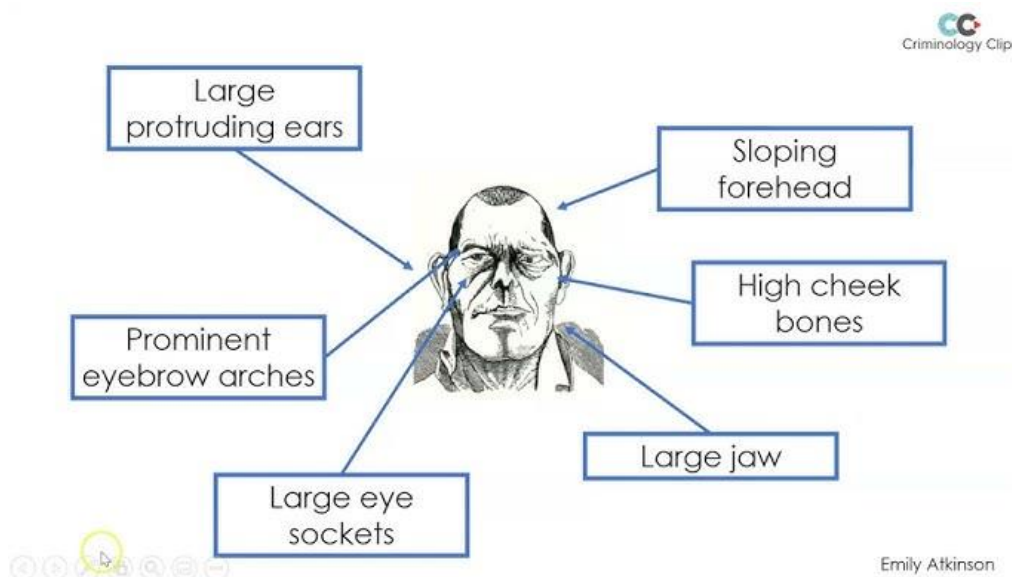 CC
Criminology Clip
Large
protruding ears
Sloping
forehead
High cheek
bones
Prominent
eyebrow arches
Large jaw
Large eye
sockets
Emily Atkinson